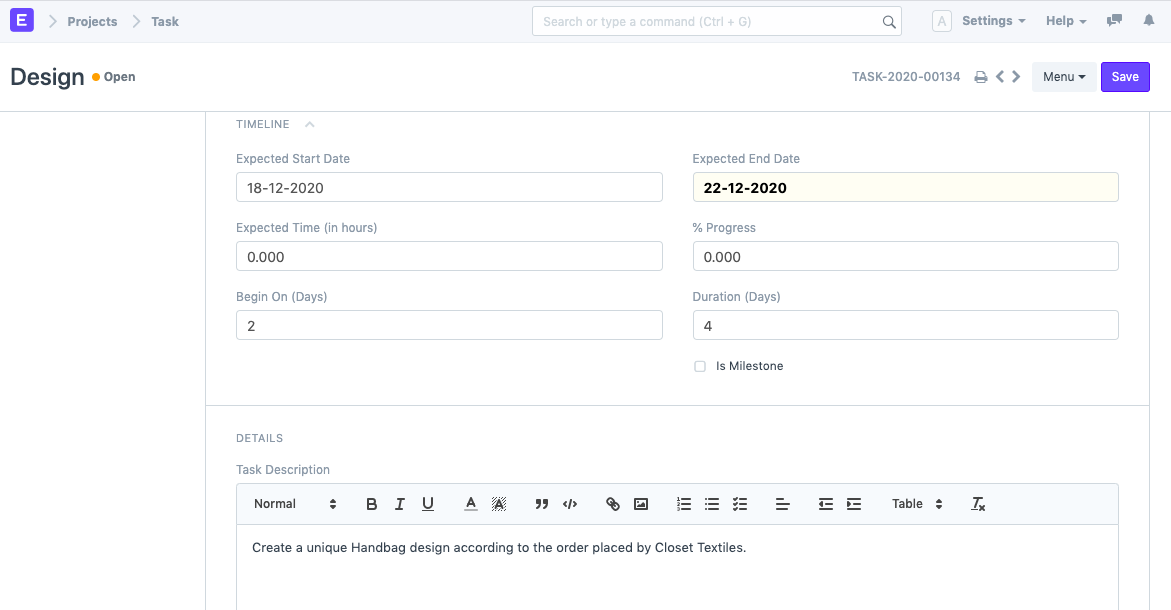 E Projects Task Search or type a command (Ctrl + G) A Settings Help
Design Open TASK-2020-00134 Menu Save
TIMELINE
Expected Start Date Expected End Date
18-12-2020 22-12-2020
Expected Time (in hours) % Progress
0.000 0.000
Begin On (Days) Duration (Days)
2 4
Is Milestone
DETAILS
Task Description
Normal B I U A A Table
Create a unique Handbag design according to the order placed by Closet Textiles.